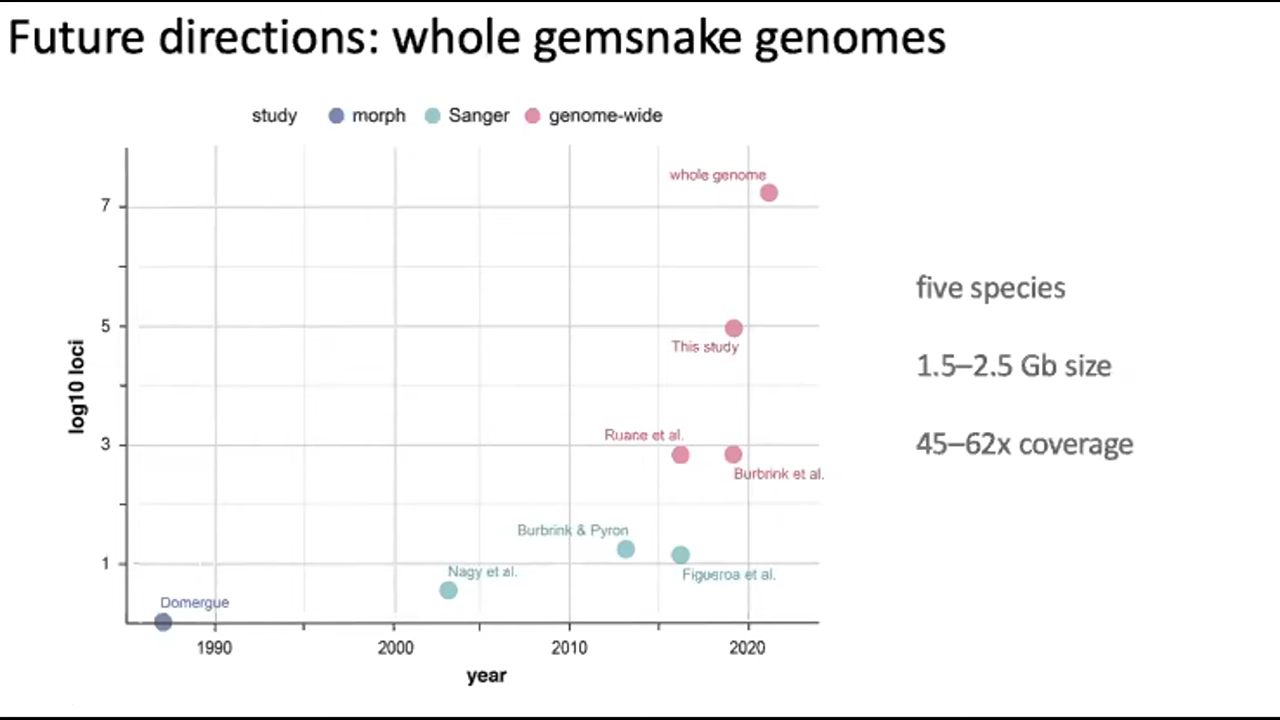 Future directions: whole gemsnake genomes
study morph Sanger genome-wide
whole genome
7
five species
5
This study
1.5–2.5 Gb size
log10 loci
Ruane et al.
3
45–62x coverage
Burbrink et al.
Burbrink & Pyron
1
Nagy et al.
Figueroa et al.
Domergue
1990 2000 2010 2020
year